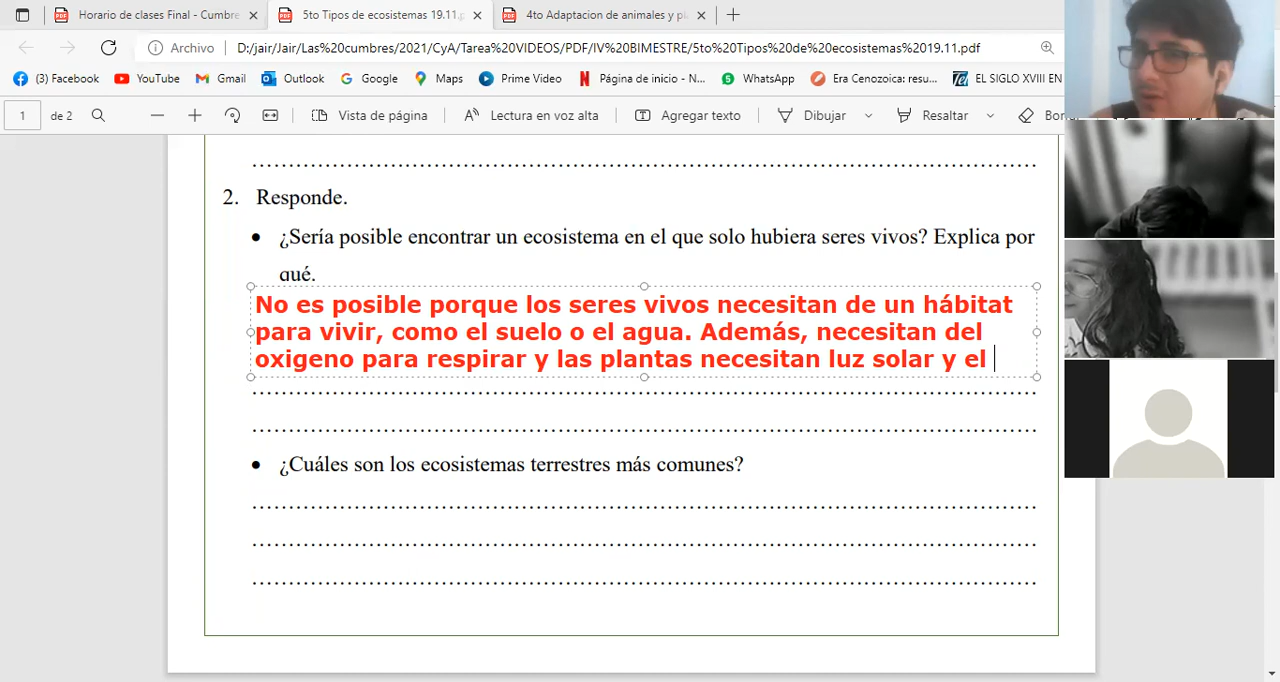 Horario de clases Final - Cumbre
5to Tipos de ecosistemas 19.11.p
4to Adaptacion de animales y pl
Archivo
D:/jair/Jair/Las%20cumbres/2021/CyA/Tarea%20VIDEOS/PDF/IV%20BIMESTRE/5to%20Tipos%20de%20ecosistemas%2019.11.pdf
(3) Facebook
YouTube
Gmail
Outlook
Google
Maps
Prime Video
Página de inicio - N...
WhatsApp
Era Cenozoica: resu...
EL SIGLO XVIII EN
1 de 2
Vista de página
Lectura en voz alta
Agregar texto
Dibujar
Resaltar
Bor
2. Responde.
• ¿Sería posible encontrar un ecosistema en el que solo hubiera seres vivos? Explica por
qué.
No es posible porque los seres vivos necesitan de un hábitat
para vivir, como el suelo o el agua. Además, necesitan del
oxigeno para respirar y las plantas necesitan luz solar y el
• ¿Cuáles son los ecosistemas terrestres más comunes?